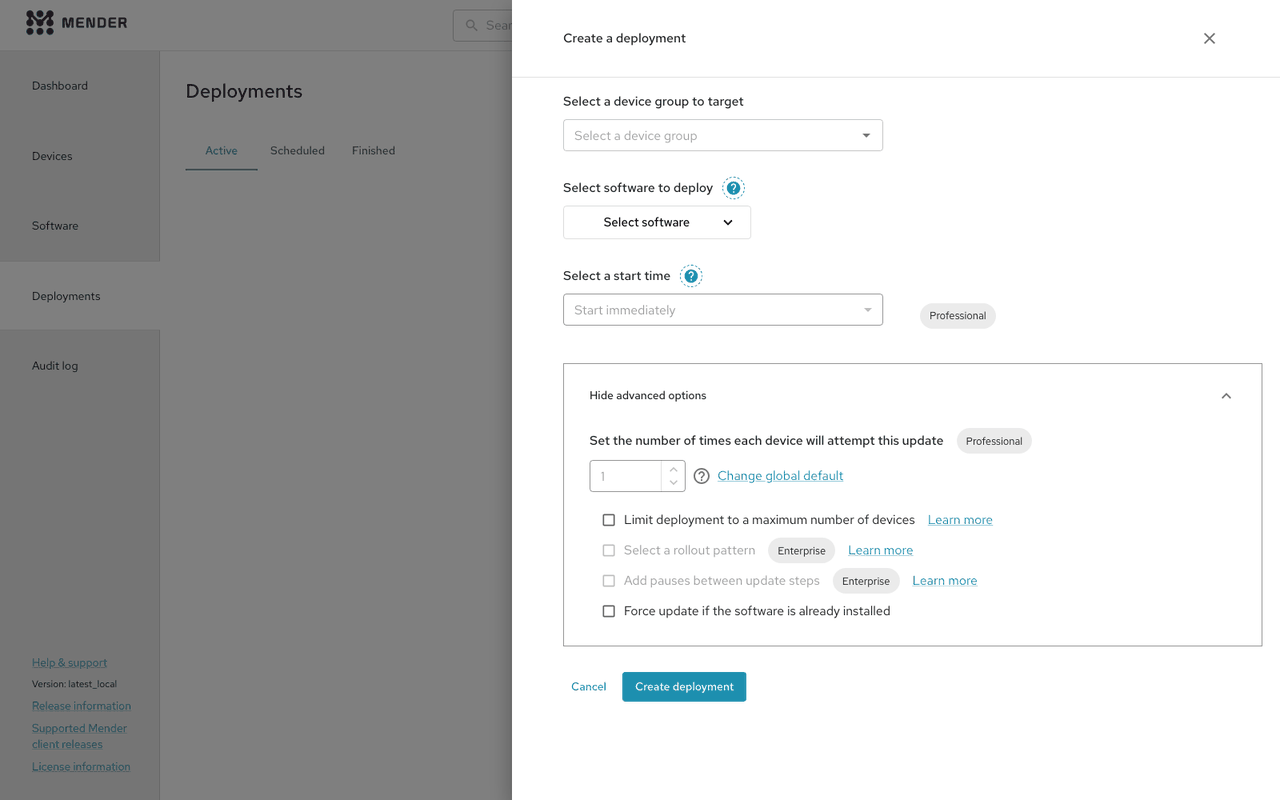 MENDER
Sear
Dashboard
Devices
Software
Deployments
Audit log
Help & support
Version: latest_local
Release information
Supported Mender
client releases
License information
Deployments
Active Scheduled Finished
Create a deployment
Select a device group to target
Select a device group
Select software to deploy ?
Select software
Select a start time ?
Start immediately
Professional
Hide advanced options
Set the number of times each device will attempt this update Professional
1 ? Change global default
Limit deployment to a maximum number of devices Learn more
Select a rollout pattern Enterprise Learn more
Add pauses between update steps Enterprise Learn more
Force update if the software is already installed
Cancel Create deployment